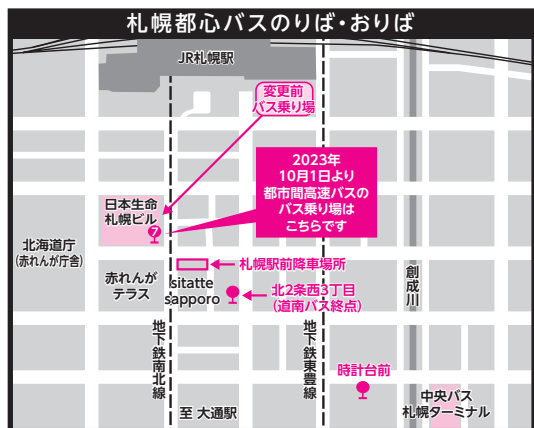 札幌都心バスのりば・おりば
JR札幌駅
変更前
バス乗り場
2023年
10月1日より
都市間高速バスの
バス乗り場は
こちらです
日本生命
札幌ビル
7
北海道庁
(赤れんが庁舎)
赤れんが
テラス
sitatte
sapporo
札幌駅前降車場所
北2条西3丁目
(道南バス終点)
創成川
地下鉄南北線
地下鉄東豊線
時計台前
中央バス
札幌ターミナル
至 大通駅